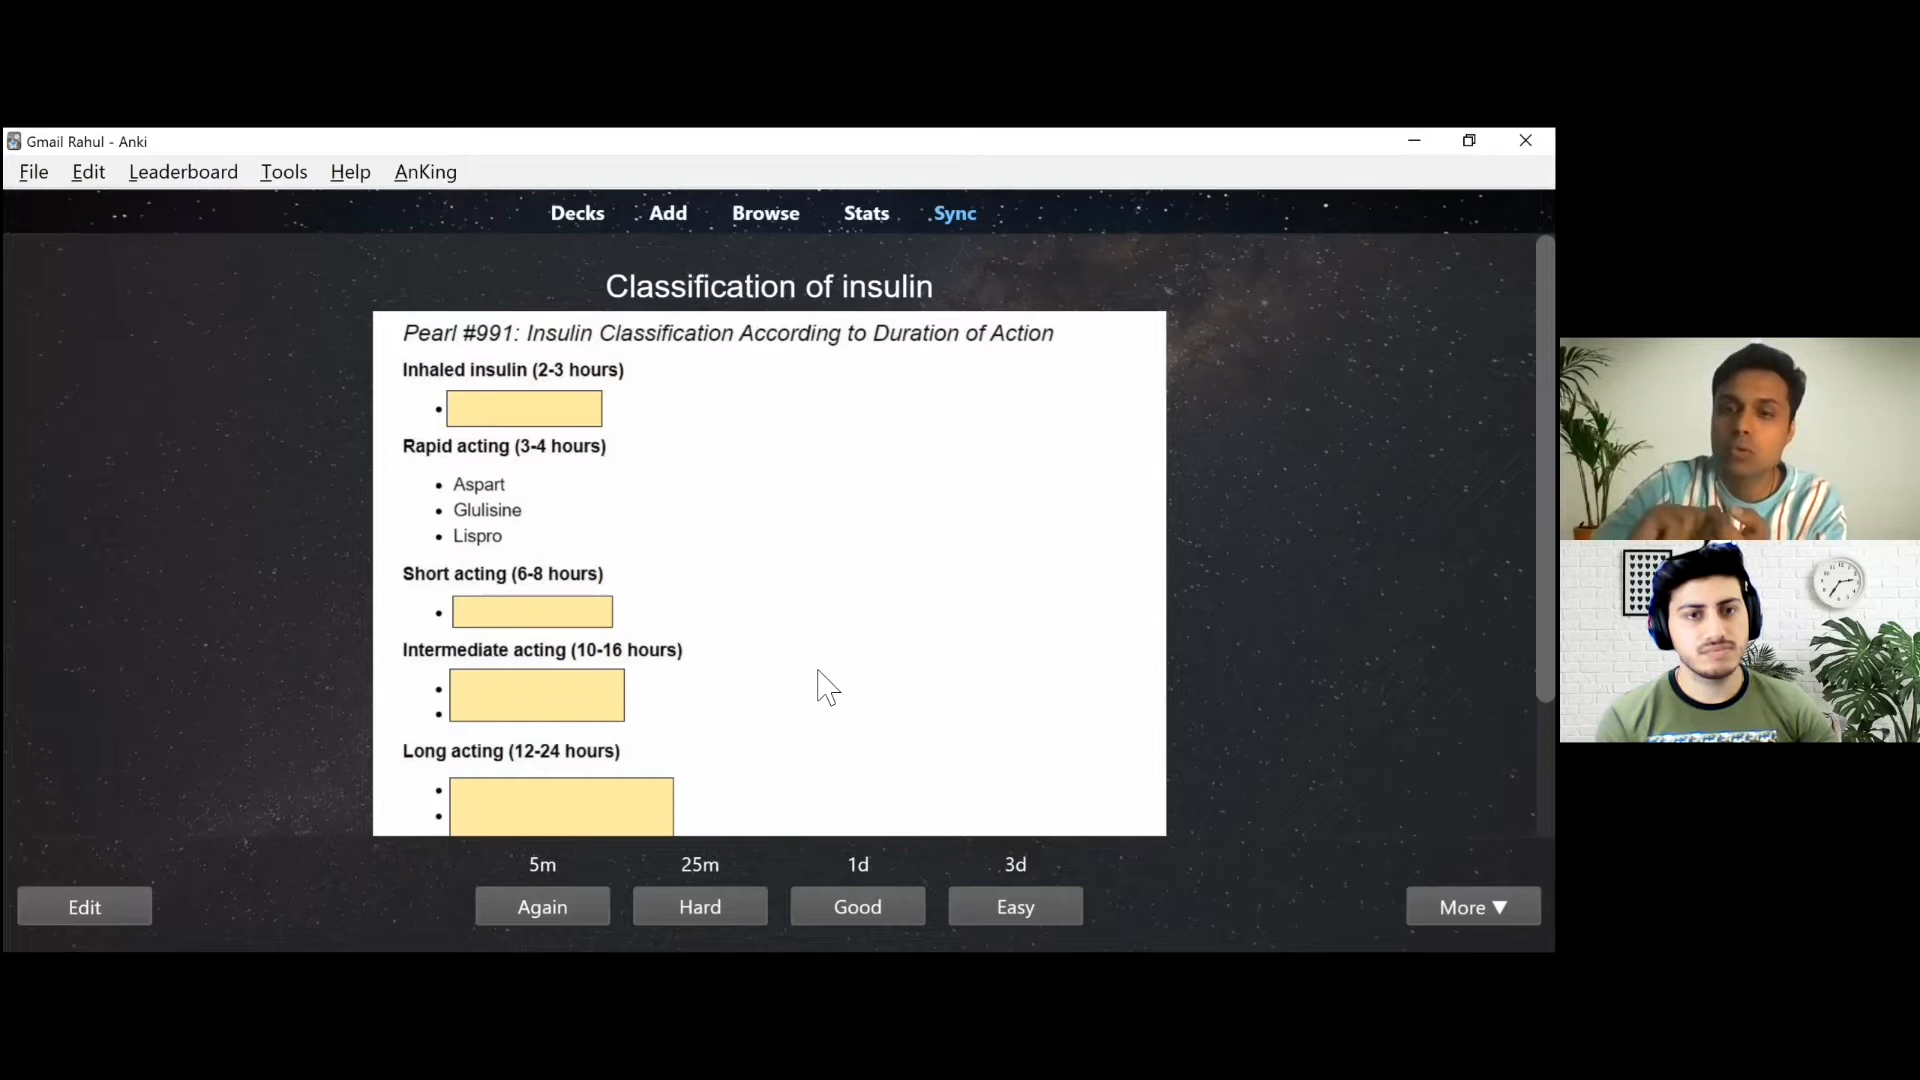 Gmail Rahul - Anki
File Edit Leaderboard Tools Help AnKing
Decks Add Browse Stats Sync
Classification of insulin
Pearl #991: Insulin Classification According to Duration of Action
Inhaled insulin (2-3 hours)
Rapid acting (3-4 hours)
• Aspart
• Glulisine
• Lispro
Short acting (6-8 hours)
Intermediate acting (10-16 hours)
Long acting (12-24 hours)
5m 25m 1d 3d
Edit Again Hard Good Easy More ▼